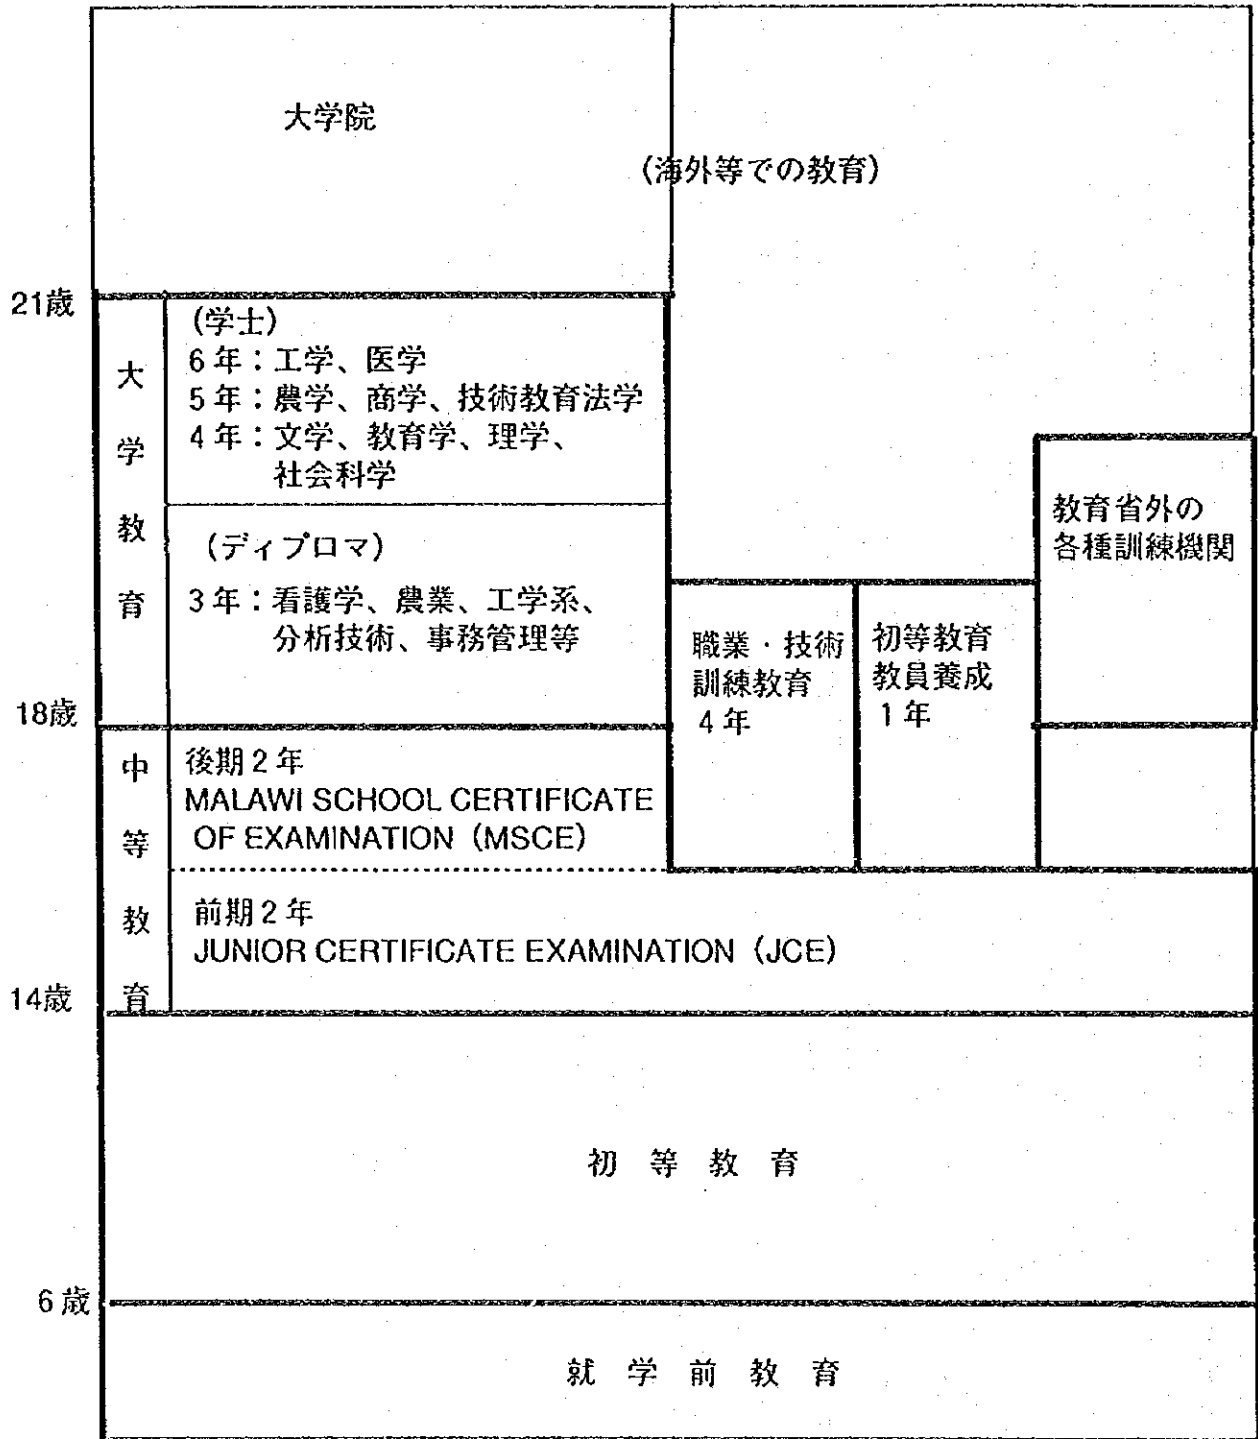 大学院
(海外等での教育)
21歳
大学教育
(学士)
6年：工学、医学
5年：農学、商学、技術教育法学
4年：文学、教育学、理学、
社会科学
教育省外の
各種訓練機関
(ディプロマ)
3年：看護学、農業、工学系、
分析技術、事務管理等
職業・技術
訓練教育
4年
初等教育
教員養成
1年
18歳
中等教育
後期2年
MALAWI SCHOOL CERTIFICATE
OF EXAMINATION (MSCE)
前期2年
JUNIOR CERTIFICATE EXAMINATION (JCE)
14歳
初等教育
6歳
就学前教育